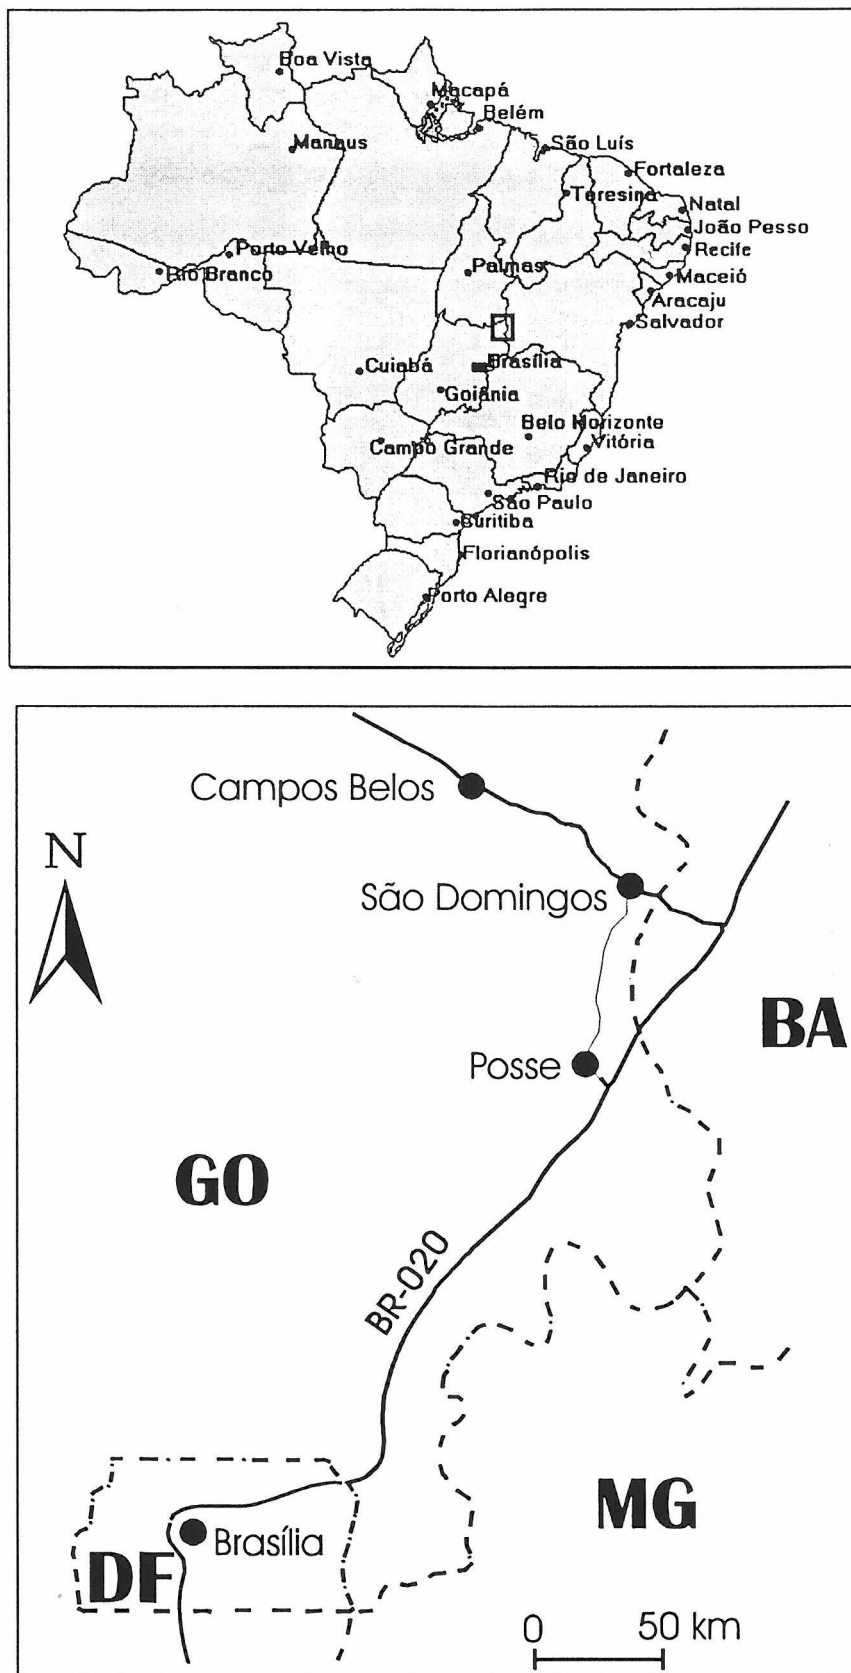 Boa Vista
Macapá
Belém
Manaus
São Luís
Fortaleza
Teresina
Natal
João Pesso
Porto Velho
Recife
Rio Branco
Palmas
Maceió
Aracaju
Salvador
Cuiabá
Brasília
Goiânia
Belo Horizonte
Campo Grande
Vitória
Rio de Janeiro
São Paulo
Curitiba
Florianópolis
Porto Alegre
Campos Belos
N
São Domingos
BA
Posse
GO
BR-020
MG
Brasília
DF
0 50 km